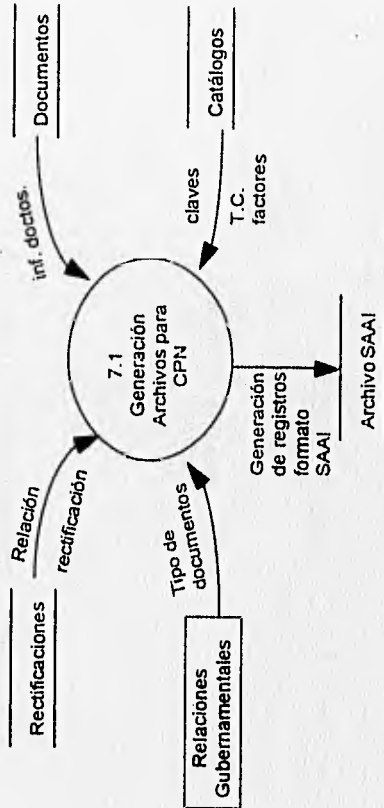 Rectificaciones
Relación
rectificación
inf. doctos.
Documentos
7.1
Generación
Archivos para
CPN
Relaciones
Gubernamentales
Tipo de
documentos
Generación
de registros
formato
SAAI
claves
T.C.
factores
Catálogos
Archivo SAAI